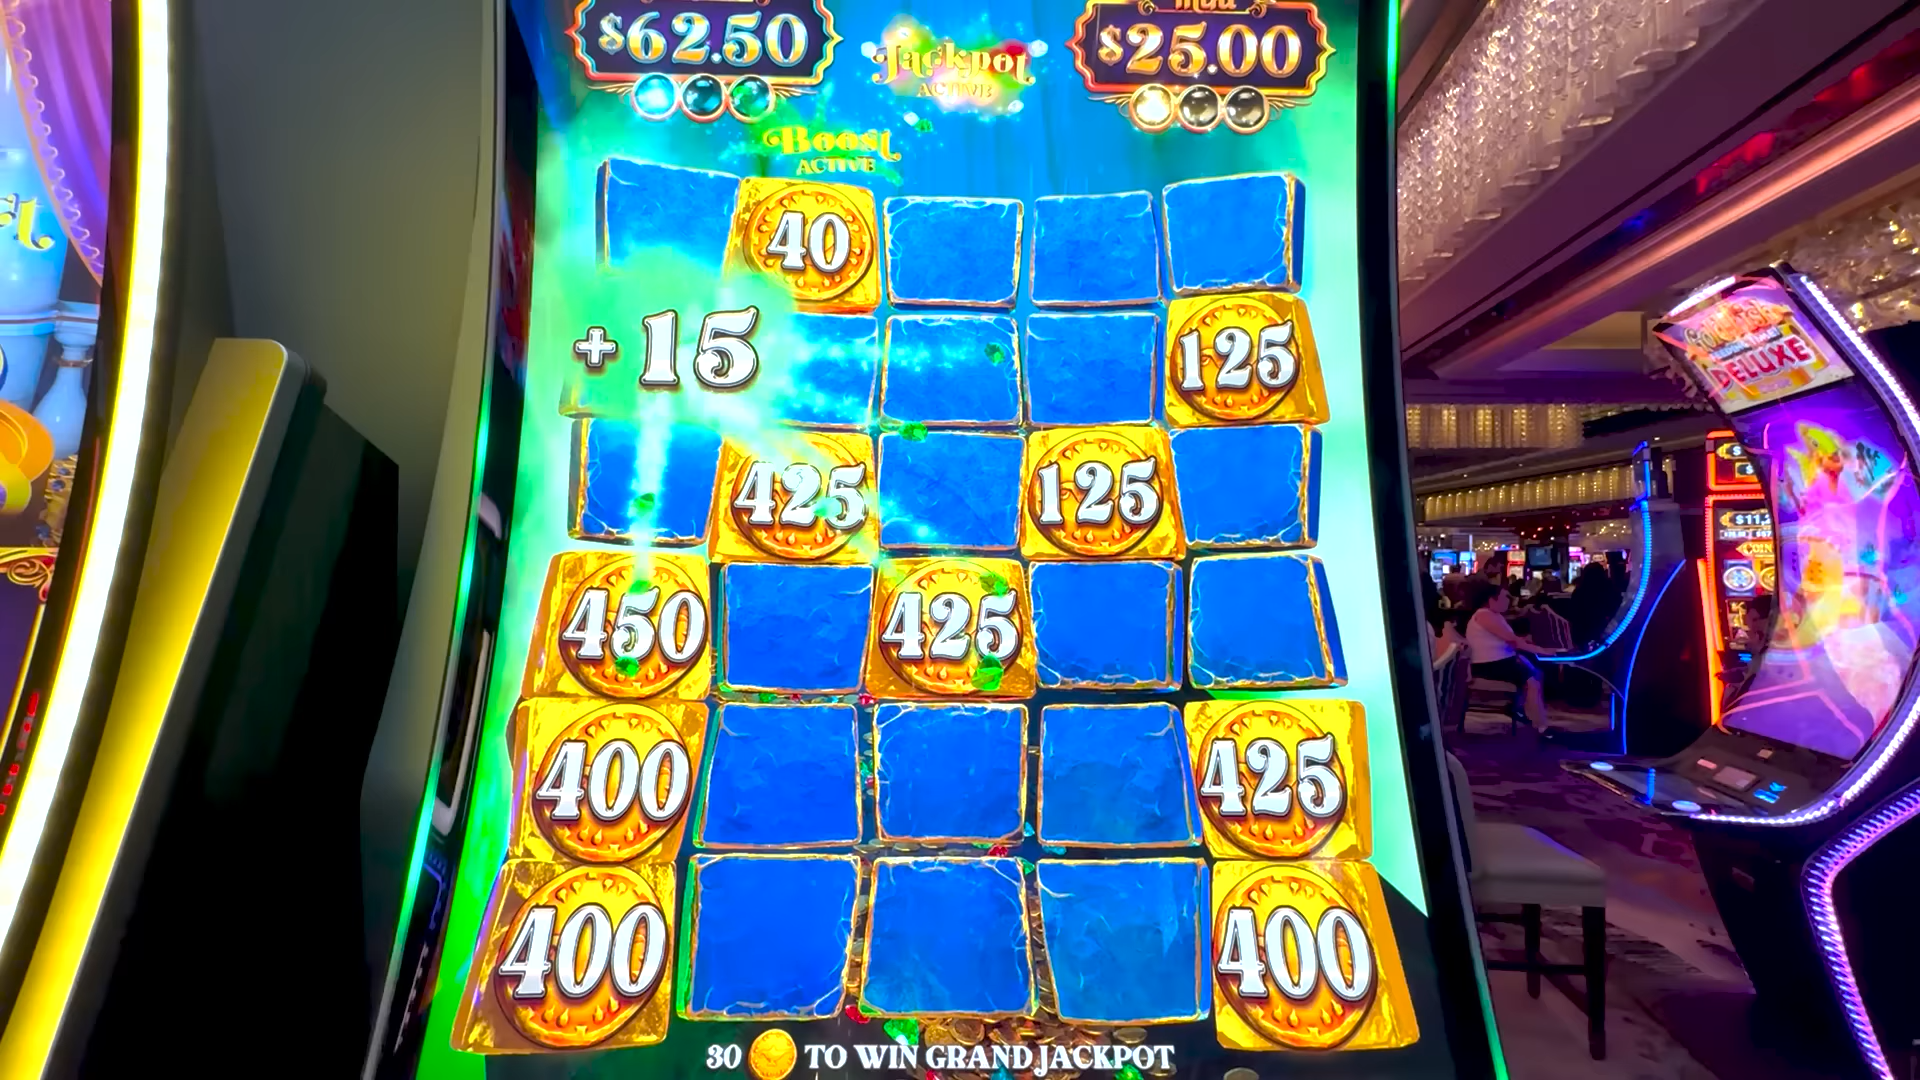 $62.50
Jackpot
ACTIVE
$25.00
Boost
ACTIVE
40
+ 15
125
425
125
450
425
400
425
400
400
30 TO WIN GRAND JACKPOT
DELUXE